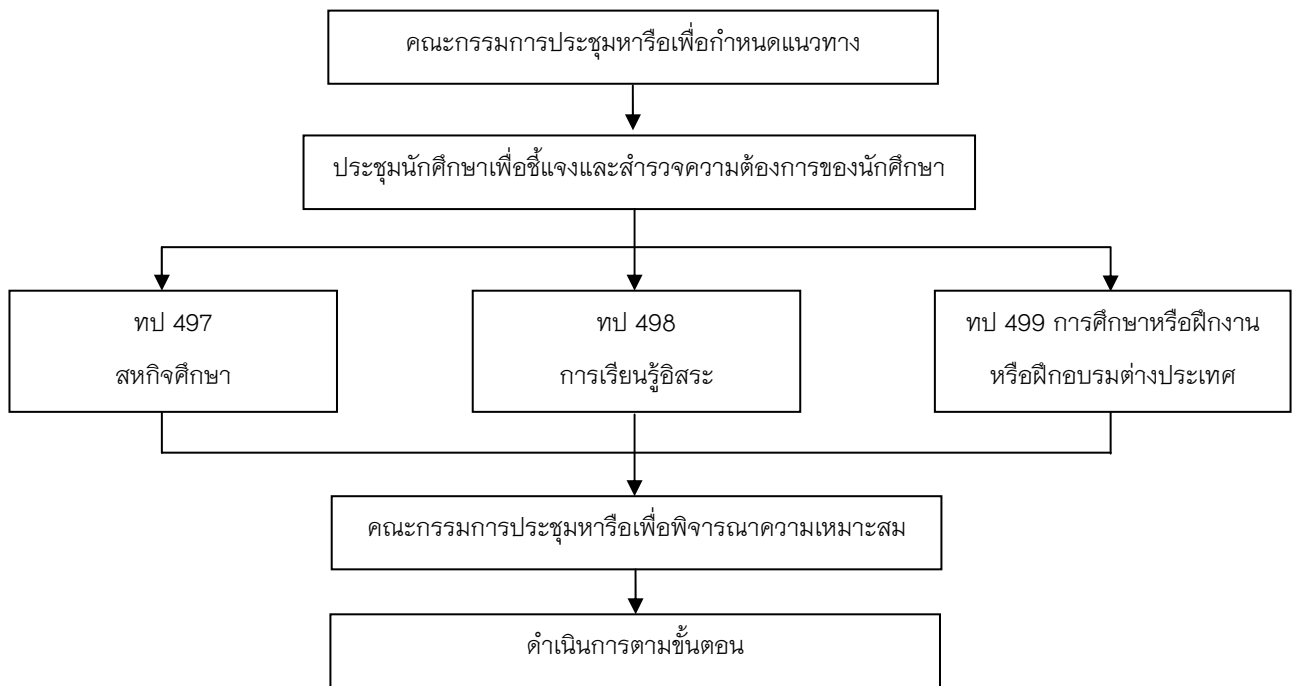 คณะกรรมการประชุมหารือเพื่อกำหนดแนวทาง
ประชุมนักศึกษาเพื่อชี้แจงและสำรวจความต้องการของนักศึกษา
ทป 497
สหกิจศึกษา
ทป 498
การเรียนรู้อิสระ
ทป 499 การศึกษาหรือฝึกงาน
หรือฝึกอบรมต่างประเทศ
คณะกรรมการประชุมหารือเพื่อพิจารณาความเหมาะสม
ดำเนินการตามขั้นตอน